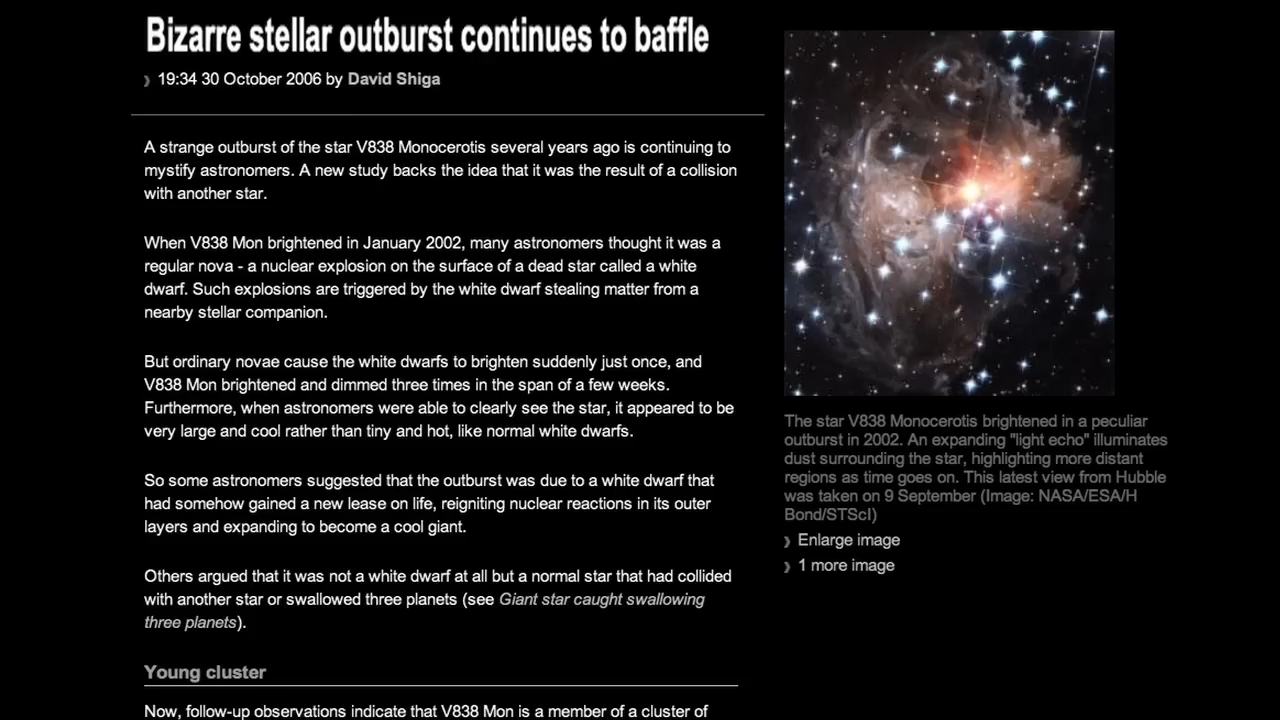 Bizarre stellar outburst continues to baffle
19:34 30 October 2006 by David Shiga
A strange outburst of the star V838 Monocerotis several years ago is continuing to
mystify astronomers. A new study backs the idea that it was the result of a collision
with another star.
When V838 Mon brightened in January 2002, many astronomers thought it was a
regular nova - a nuclear explosion on the surface of a dead star called a white
dwarf. Such explosions are triggered by the white dwarf stealing matter from a
nearby stellar companion.
But ordinary novae cause the white dwarfs to brighten suddenly just once, and
V838 Mon brightened and dimmed three times in the span of a few weeks.
Furthermore, when astronomers were able to clearly see the star, it appeared to be
very large and cool rather than tiny and hot, like normal white dwarfs.
So some astronomers suggested that the outburst was due to a white dwarf that
had somehow gained a new lease on life, reigniting nuclear reactions in its outer
layers and expanding to become a cool giant.
Others argued that it was not a white dwarf at all but a normal star that had collided
with another star or swallowed three planets (see Giant star caught swallowing
three planets).
Young cluster
Now, follow-up observations indicate that V838 Mon is a member of a cluster of
The star V838 Monocerotis brightened in a peculiar
outburst in 2002. An expanding "light echo" illuminates
dust surrounding the star, highlighting more distant
regions as time goes on. This latest view from Hubble
was taken on 9 September (Image: NASA/ESA/H
Bond/STScI)
Enlarge image
1 more image